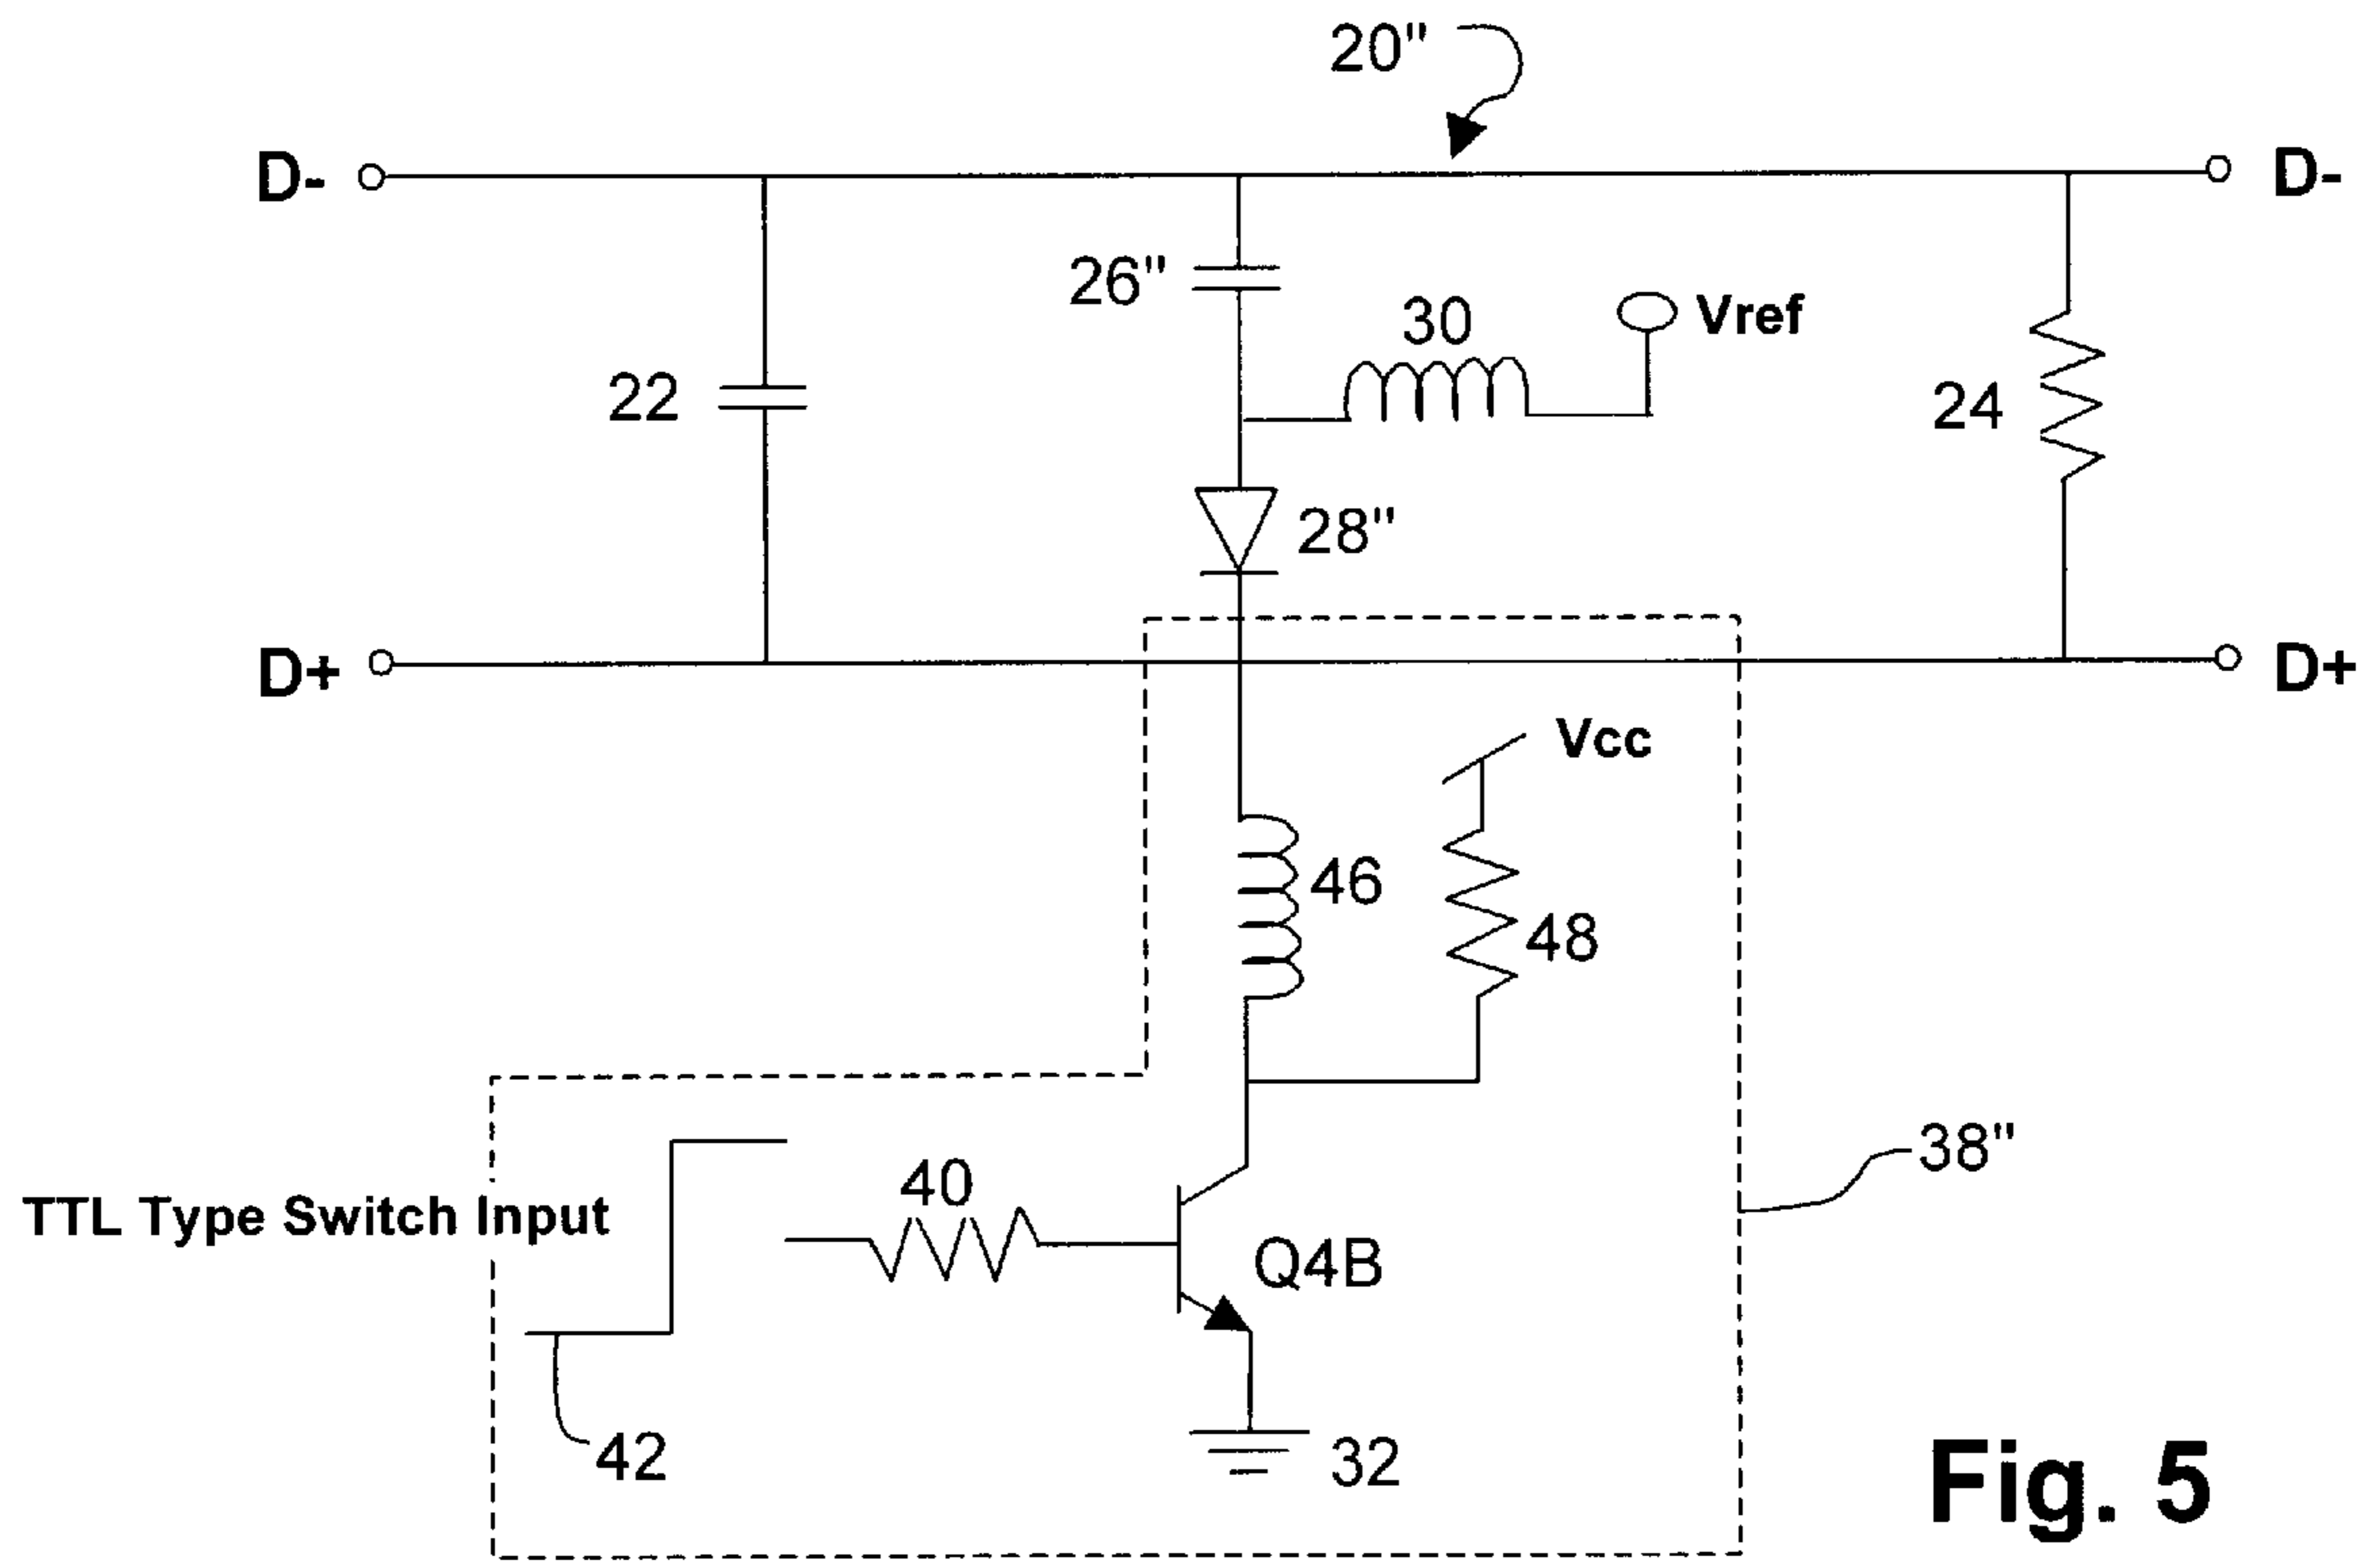 20"
D-
D-
26"
30
Vref
22
24
28"
D+
D+
Vcc
46
48
38"
40
TTL Type Switch Input
Q4B
42
32
Fig. 5